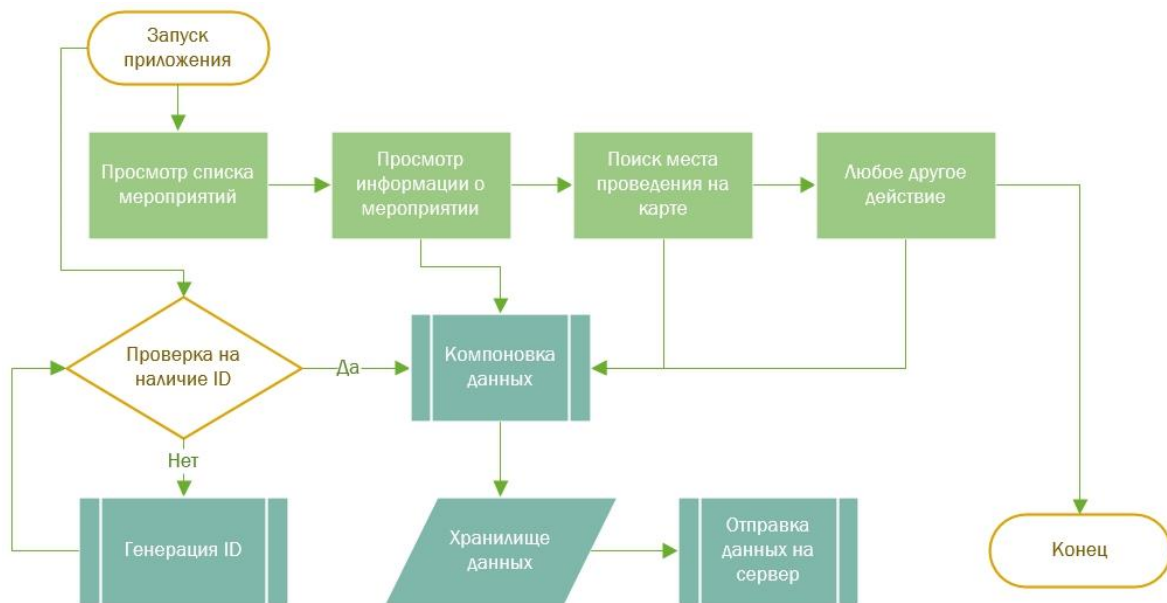 Запуск
приложения
Просмотр списка
мероприятий
Просмотр
информации о
мероприятии
Поиск места
проведения на
карте
Любое другое
действие
Проверка на
наличие ID
Да
Компоновка
данных
Нет
Генерация ID
Хранилище
данных
Отправка
данных на
сервер
Конец